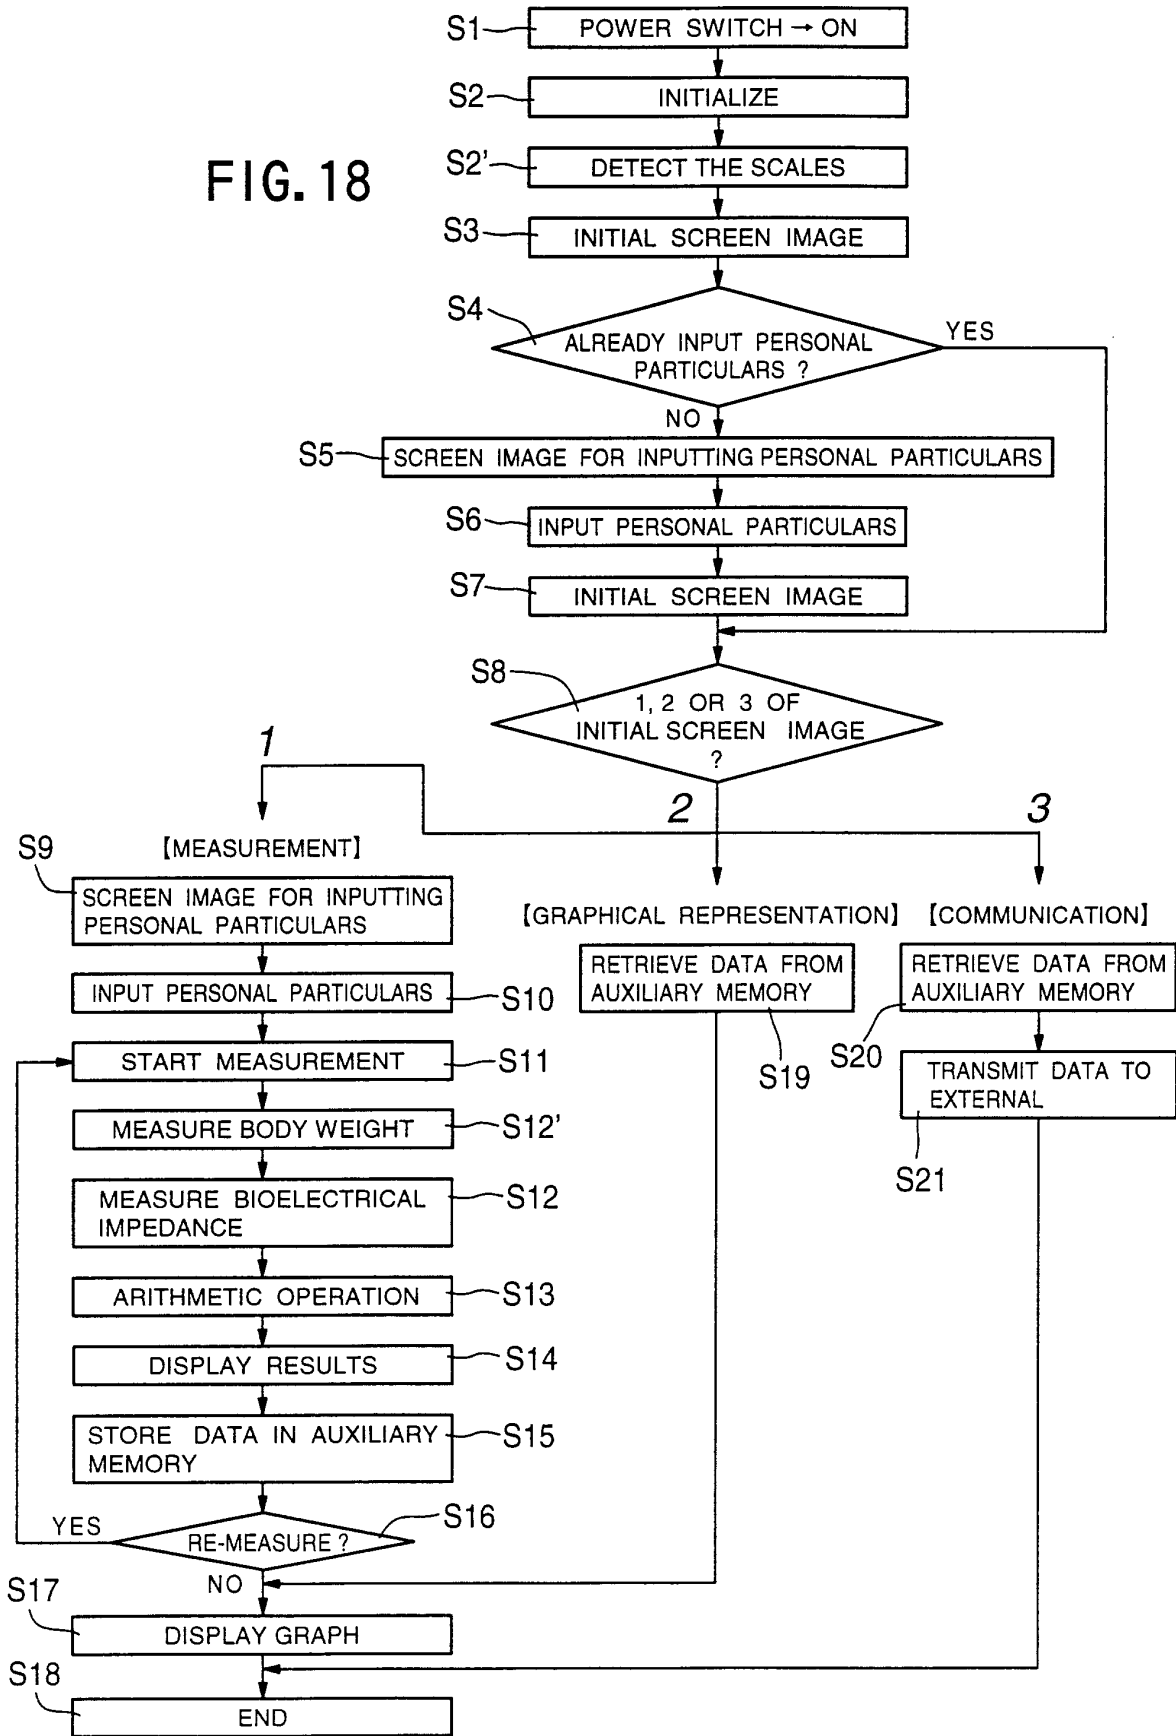 S1
POWER SWITCH → ON
S2
INITIALIZE
FIG. 18
S2'
DETECT THE SCALES
S3
INITIAL SCREEN IMAGE
S4
ALREADY INPUT PERSONAL
PARTICULARS ?
YES
NO
S5
SCREEN IMAGE FOR INPUTTING PERSONAL PARTICULARS
S6
INPUT PERSONAL PARTICULARS
S7
INITIAL SCREEN IMAGE
S8
1, 2 OR 3 OF
INITIAL SCREEN IMAGE
?
1
2
3
S9
【MEASUREMENT】
SCREEN IMAGE FOR INPUTTING
PERSONAL PARTICULARS
INPUT PERSONAL PARTICULARS
S10
START MEASUREMENT
S11
MEASURE BODY WEIGHT
S12'
MEASURE BIOELECTRICAL
IMPEDANCE
S12
ARITHMETIC OPERATION
S13
DISPLAY RESULTS
S14
STORE DATA IN AUXILIARY
MEMORY
S15
RE-MEASURE ?
S16
YES
NO
S17
DISPLAY GRAPH
S18
END
【GRAPHICAL REPRESENTATION】
RETRIEVE DATA FROM
AUXILIARY MEMORY
S19
【COMMUNICATION】
RETRIEVE DATA FROM
AUXILIARY MEMORY
S20
TRANSMIT DATA TO
EXTERNAL
S21